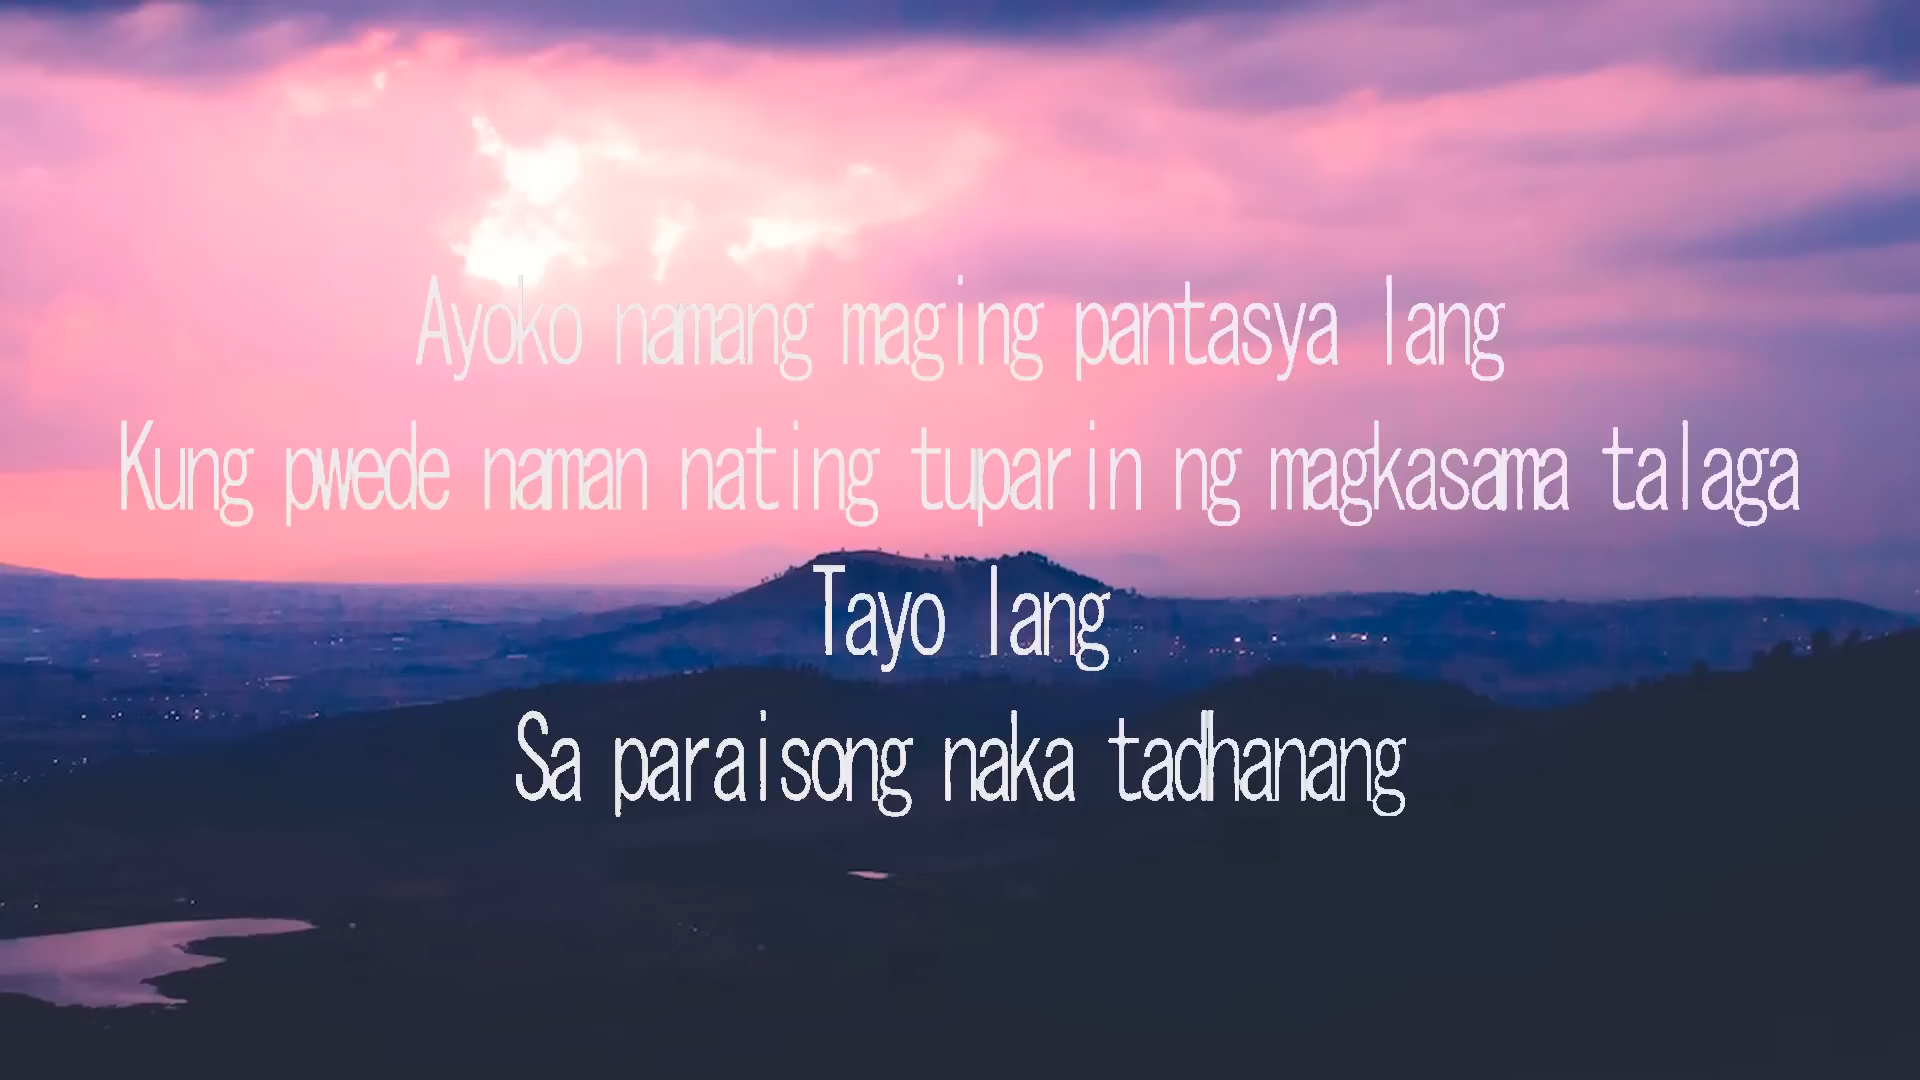 Ayoko namang maging pantasya lang
Kung pwede naman nating tuparin ng magkasama talaga
Tayo lang
Sa paraisong naka tadhanang